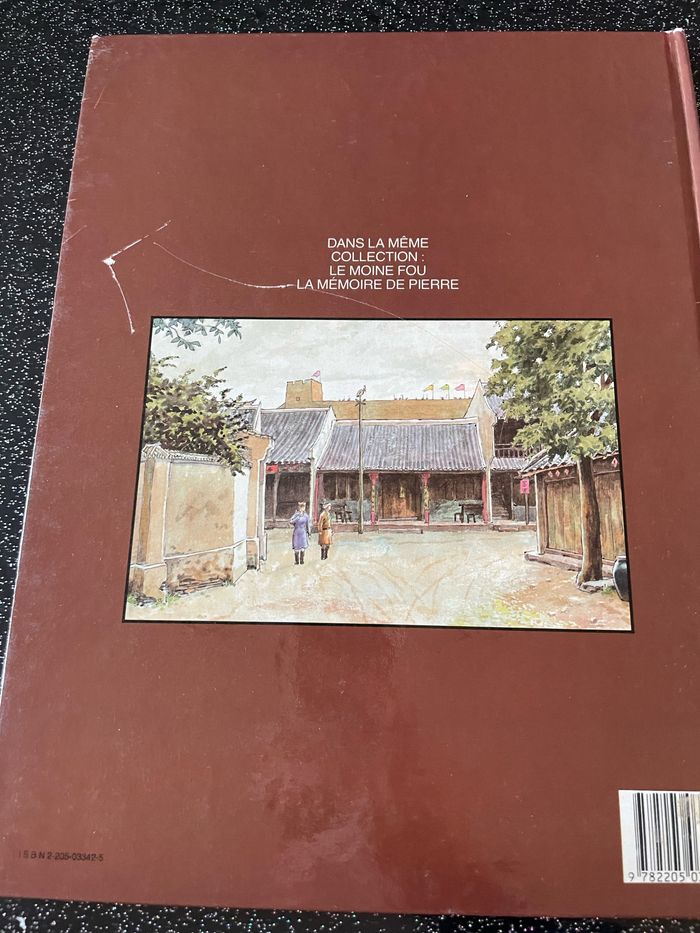 DANS LA MÊME
COLLECTION :
LE MOINE FOU
LA MÉMOIRE DE PIERRE
ISBN 2-205-03342-5
9 782205 0